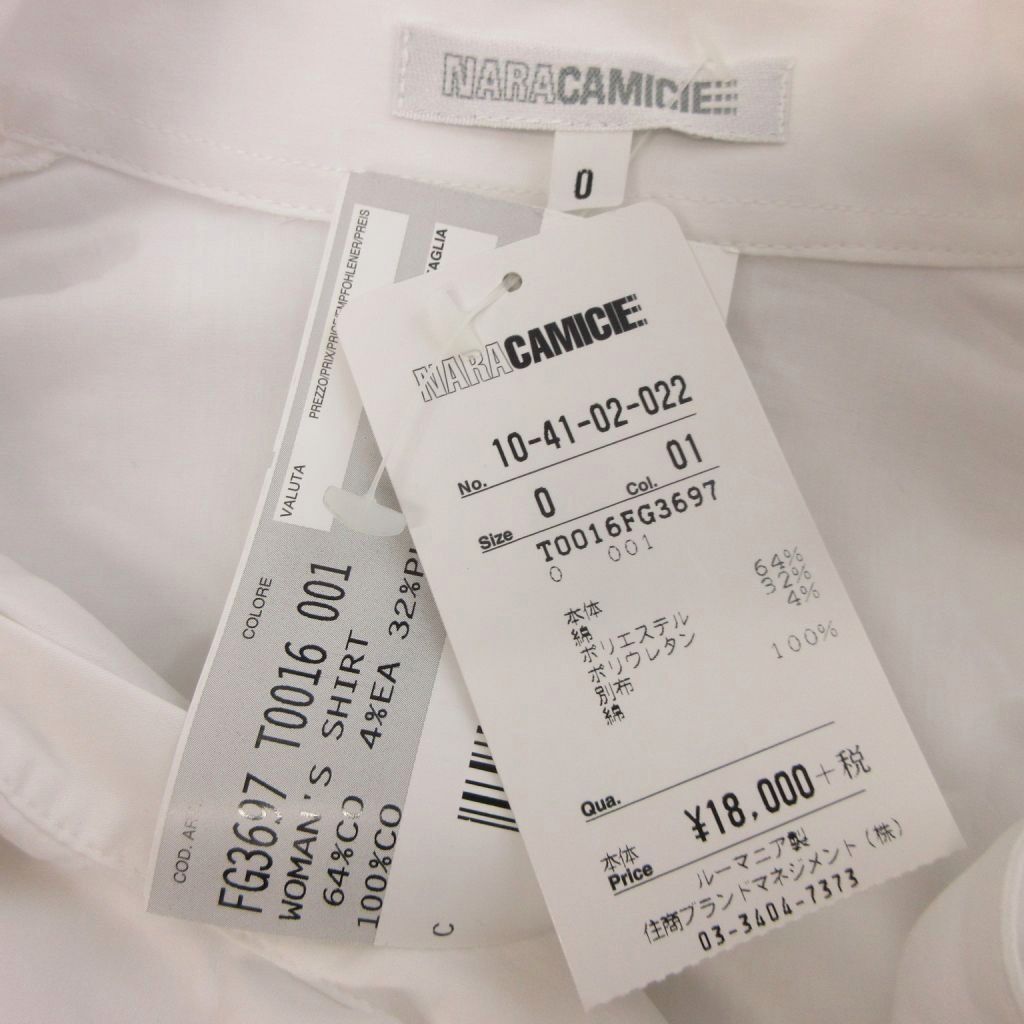 NARACAMICIE
0
NARACAMICIE
No. 10-41-02-022
Size 0 Col. 01
T0016FG3697
0 001
本体
綿 64%
ポリエステル 32%
ポリウレタン 4%
別布
綿 100%
Qua.
本体
Price ¥18,000+税
ルーマニア製
住商ブランドマネジメント(株)
03-3404-7373
PREZZO/PRIX/PRICE/EMPFOHLENER/PREIS
VALUTA
COLORE
COD.
FG3697 T0016 001
WOMAN'S SHIRT
64%CO 4%EA 32%
100%CO
C